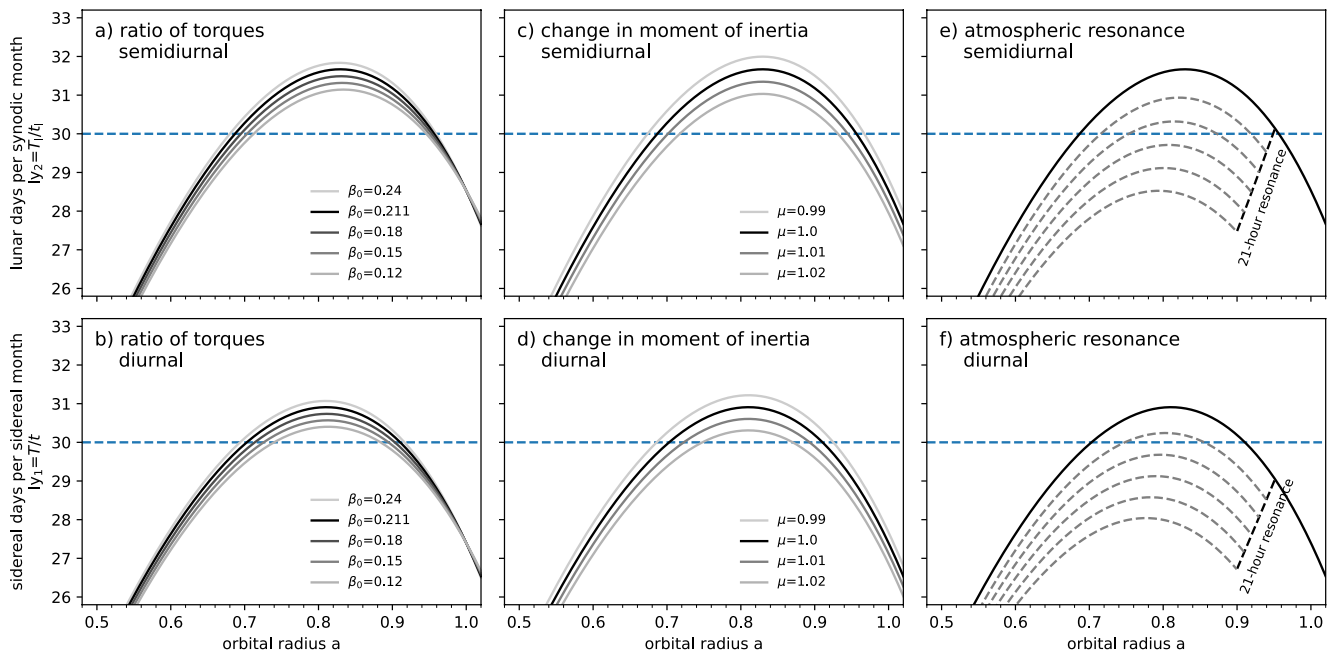 a) ratio of torques
semidiurnal
c) change in moment of inertia
semidiurnal
e) atmospheric resonance
semidiurnal
33
32
31
30
29
28
27
26
lunar days per synodic month
ly₂=Tₗ/tₗ
β₀=0.24
β₀=0.211
β₀=0.18
β₀=0.15
β₀=0.12
μ=0.99
μ=1.0
μ=1.01
μ=1.02
21-hour resonance
b) ratio of torques
diurnal
d) change in moment of inertia
diurnal
f) atmospheric resonance
diurnal
33
32
31
30
29
28
27
26
sidereal days per sidereal month
ly₁=T/t
β₀=0.24
β₀=0.211
β₀=0.18
β₀=0.15
β₀=0.12
μ=0.99
μ=1.0
μ=1.01
μ=1.02
21-hour resonance
0.5 0.6 0.7 0.8 0.9 1.0
0.5 0.6 0.7 0.8 0.9 1.0
0.5 0.6 0.7 0.8 0.9 1.0
orbital radius a
orbital radius a
orbital radius a